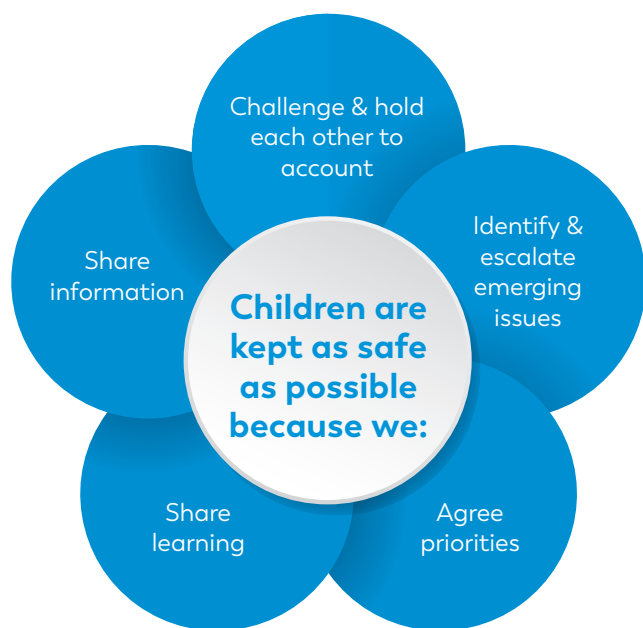 Challenge & hold
each other to
account
Identify &
escalate
emerging
issues
Agree
priorities
Share
learning
Share
information
Children are
kept as safe
as possible
because we: